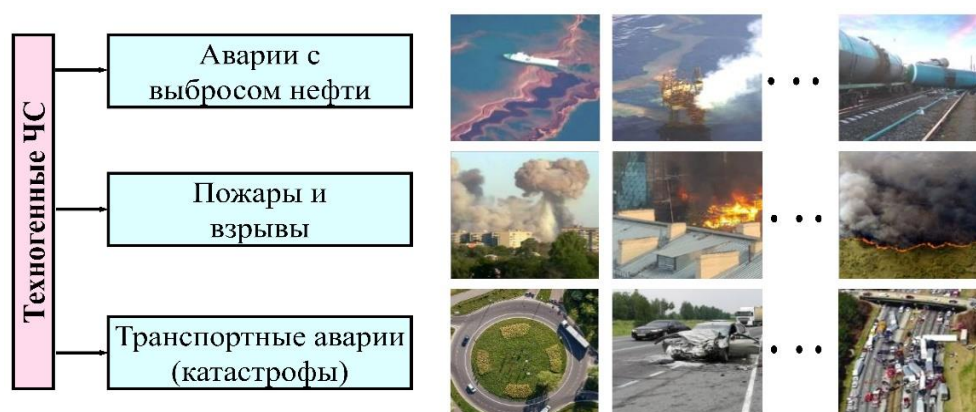 Техногенные ЧС
Аварии с
выбросом нефти
Пожары и
взрывы
Транспортные аварии
(катастрофы)